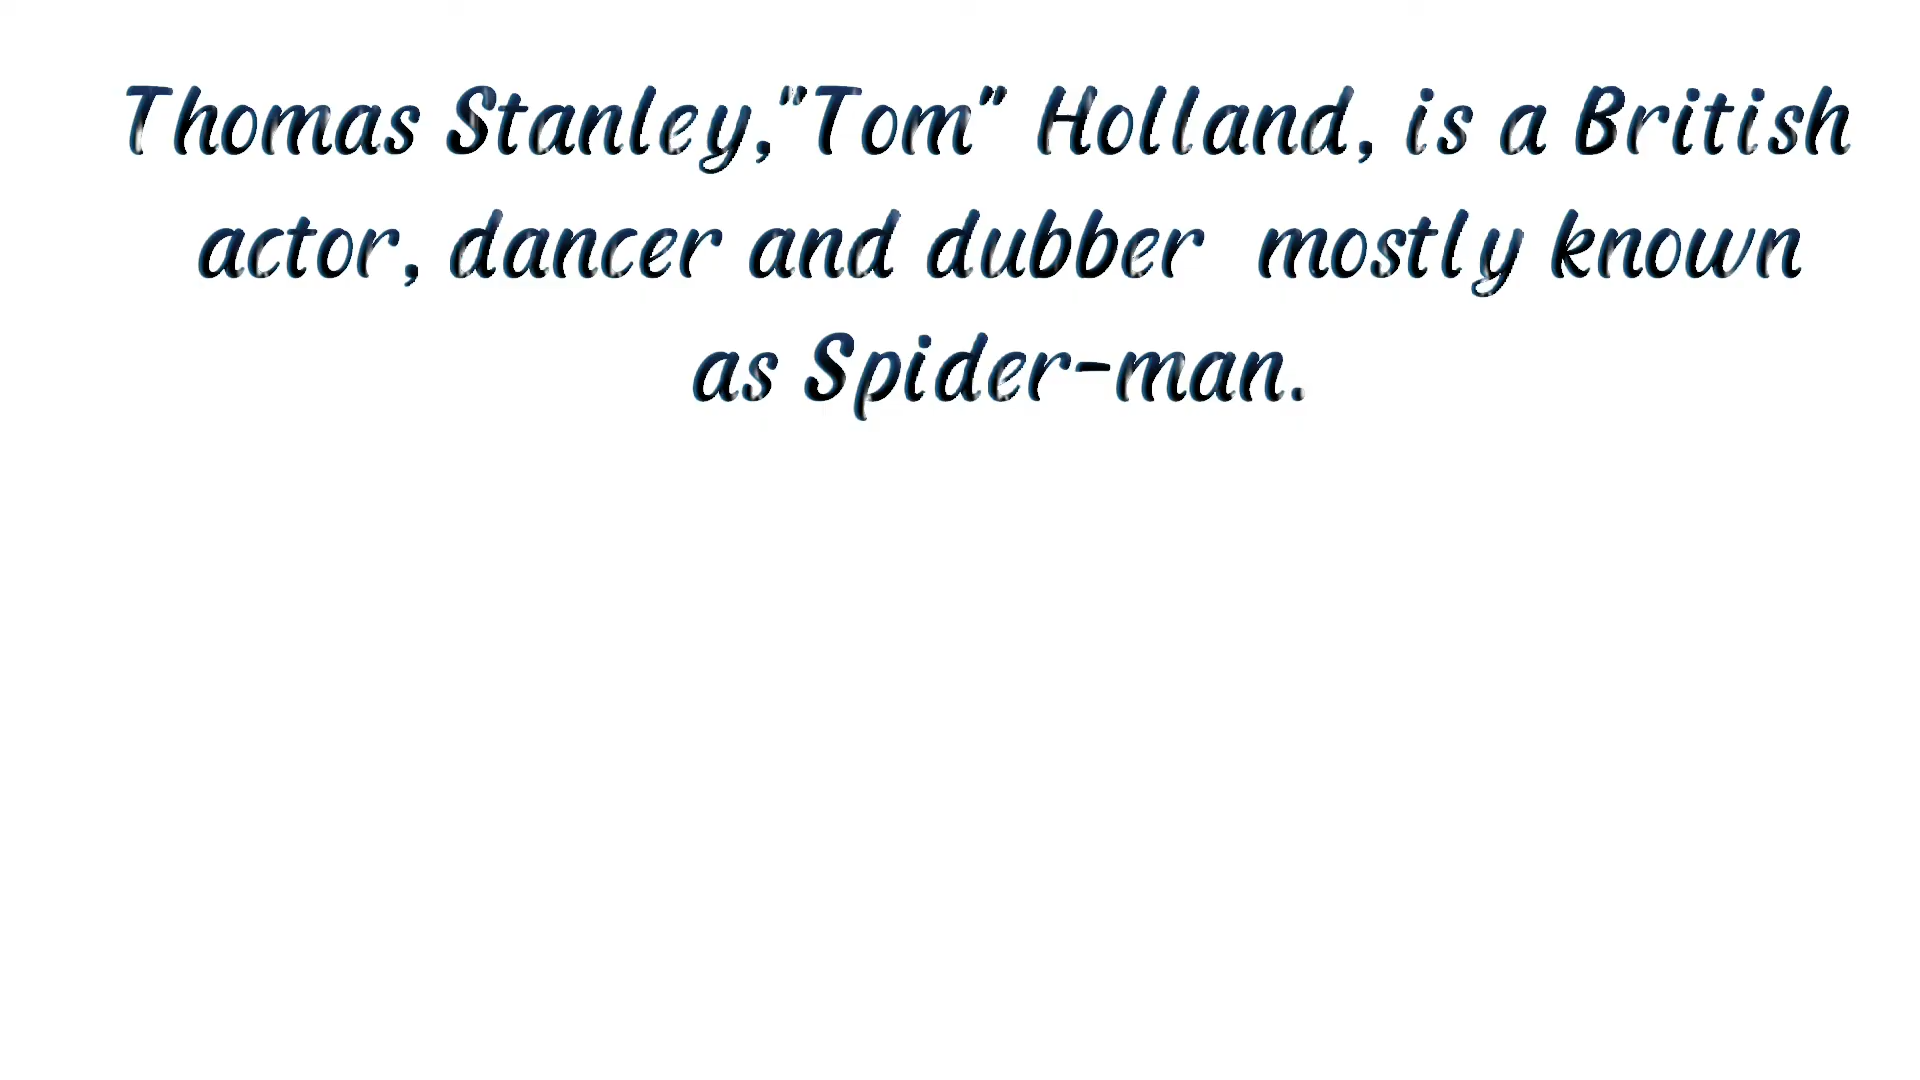 Thomas Stanley,"Tom" Holland, is a British
actor, dancer and dubber  mostly known
as Spider-man.